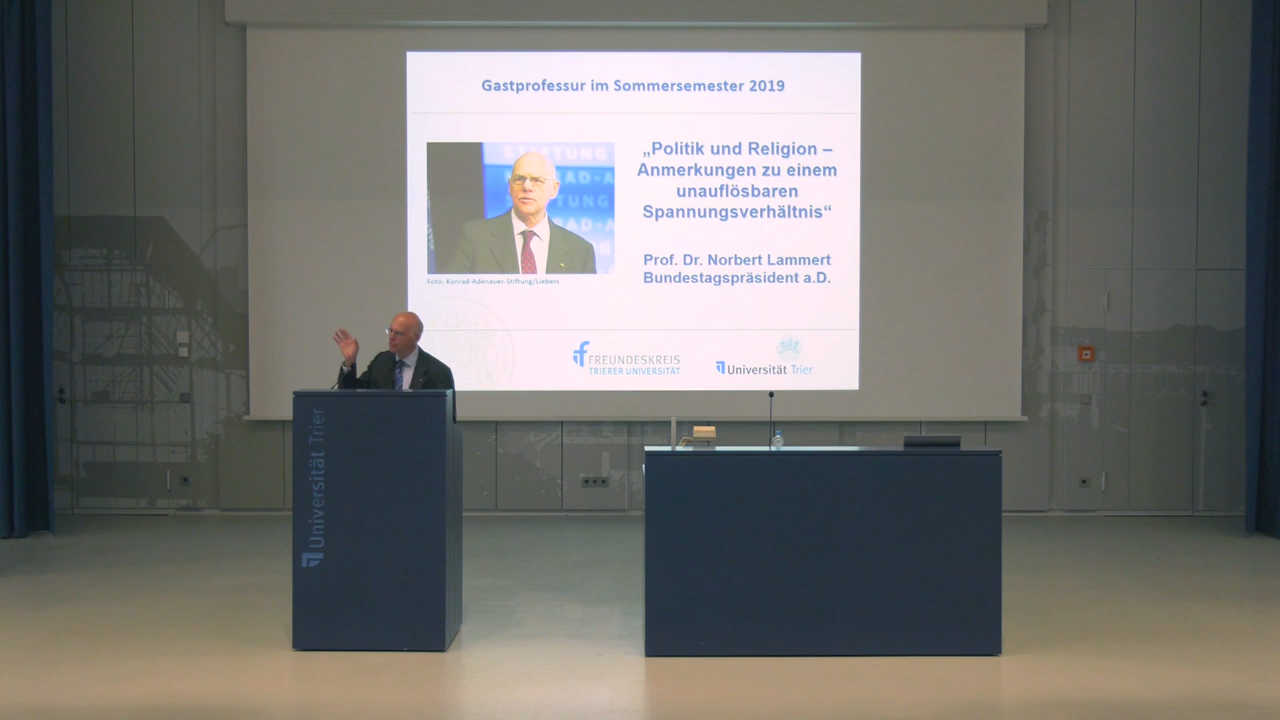 Gastprofessur im Sommersemester 2019
„Politik und Religion –
Anmerkungen zu einem
unauflösbaren
Spannungsverhältnis“
Prof. Dr. Norbert Lammert
Bundestagspräsident a.D.
STIFTUNG
Foto: Konrad-Adenauer-Stiftung/Liebers
FREUNDESKREIS
TRIERER UNIVERSITÄT
Universität Trier
Universität Trier